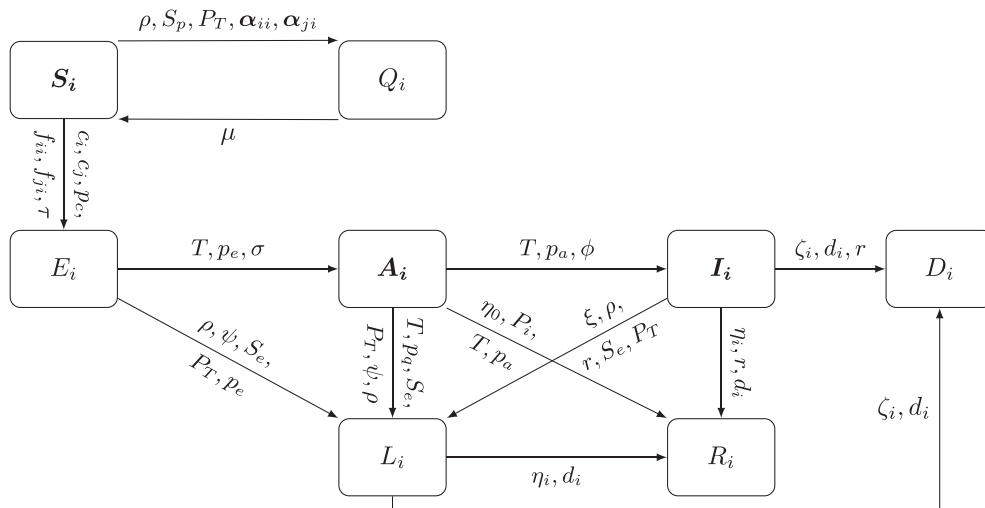 ρ, S_p, P_T, α_ii, α_ji
S_i
Q_i
μ
c_i, c_j, p_c,
f_ii, f_ji, τ
E_i
T, p_e, σ
A_i
T, p_a, ϕ
I_i
ζ_i, d_i, r
D_i
ρ, ψ, S_e,
P_T, p_e
T, p_q, S_e,
P_T, ψ, ρ
η_0, P_i,
T, p_a
ξ, ρ,
r, S_e, P_T
η_i, r, d_i
ζ_i, d_i
L_i
η_i, d_i
R_i